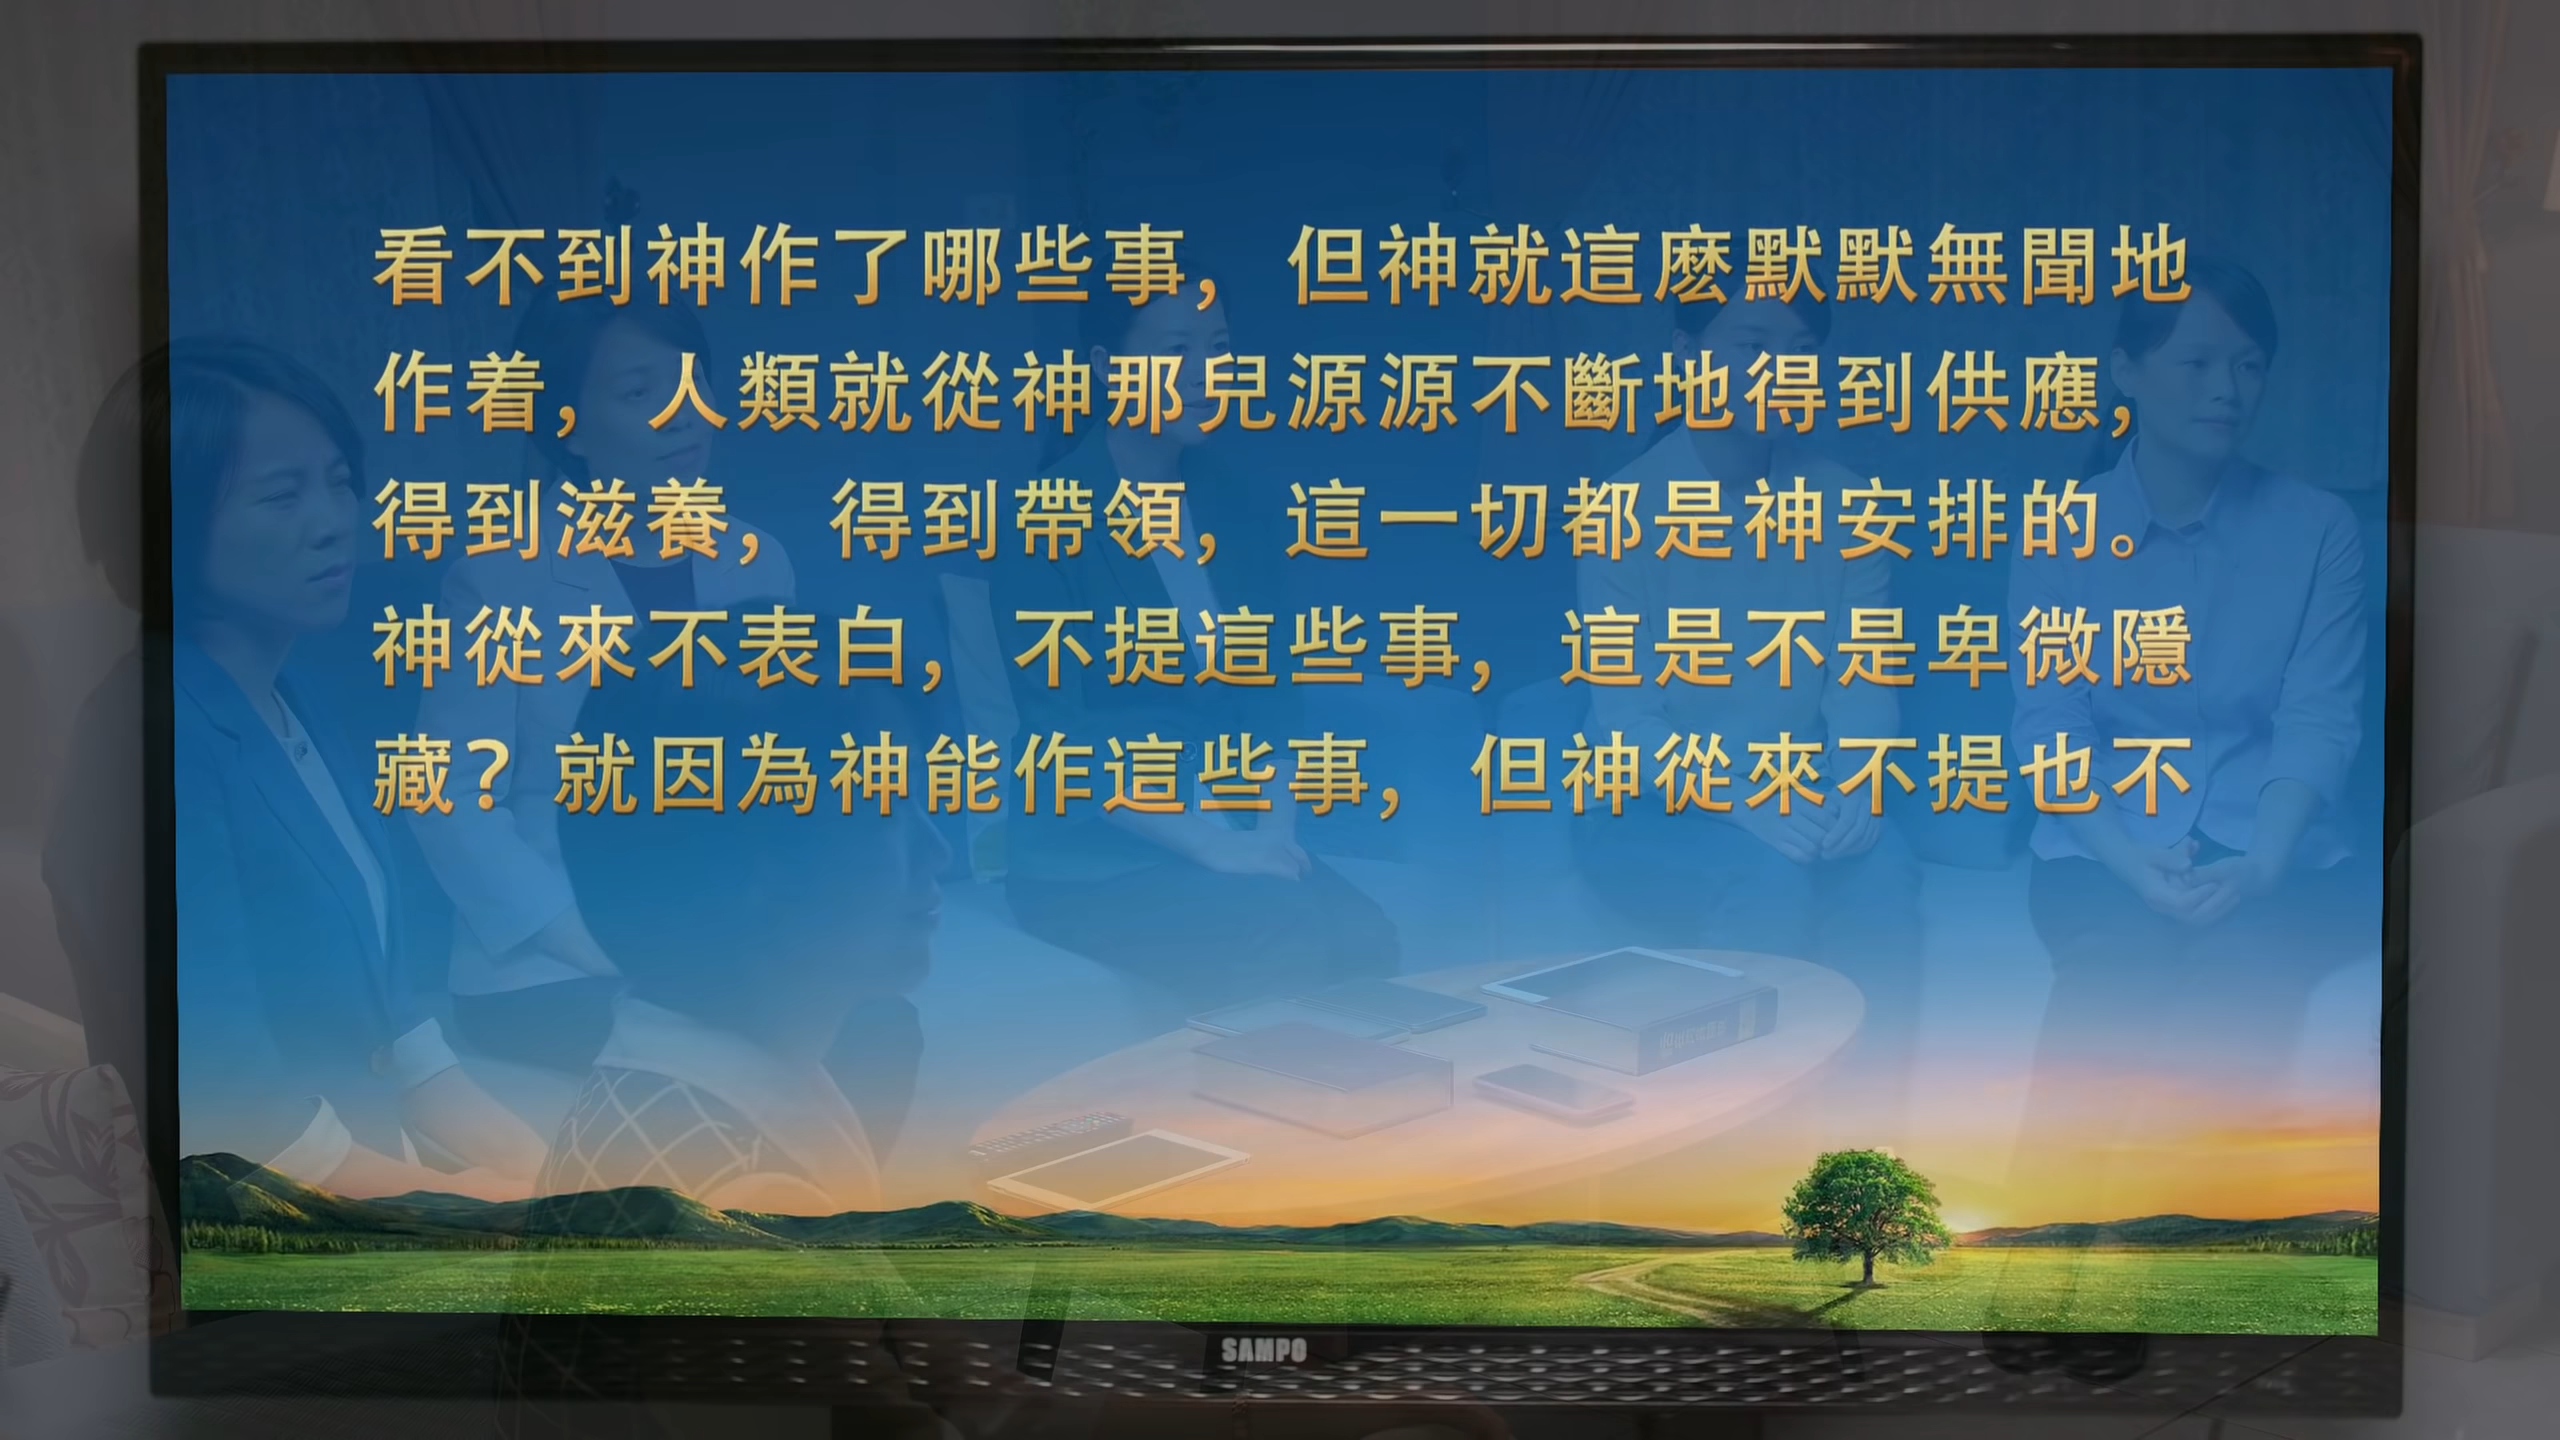 看不到神作了哪些事，但神就這麽默默無聞地
作着，人類就從神那兒源源不斷地得到供應，
得到滋養，得到帶領，這一切都是神安排的。
神從來不表白，不提這些事，這是不是卑微隱
藏？就因為神能作這些事，但神從來不提也不
SAMPO